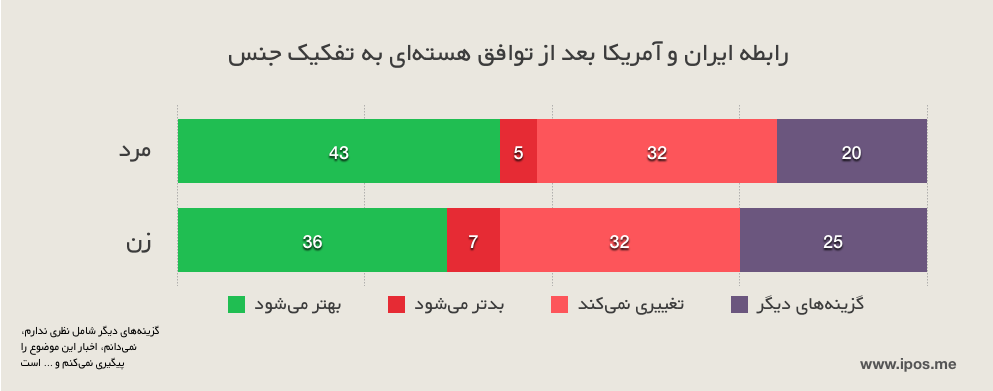 رابطه ایران و آمریکا بعد از توافق هسته‌ای به تفکیک جنس
مرد
43
5
32
20
زن
36
7
32
25
بهتر می‌شود
بدتر می‌شود
تغییری نمی‌کند
گزینه‌های دیگر
گزینه‌های دیگر شامل نظری ندارم،
نمی‌دانم، اخبار این موضوع را
پیگیری نمی‌کنم و ... است
www.ipos.me